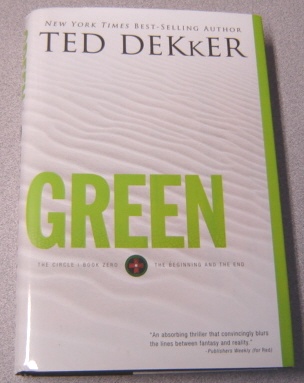 NEW YORK TIMES BEST-SELLING AUTHOR
TED DEKKER
GREEN
THE CIRCLE • BOOK ZERO THE BEGINNING AND THE END
"An absorbing thriller that convincingly blurs
the lines between fantasy and reality."
-Publishers Weekly (for Red)